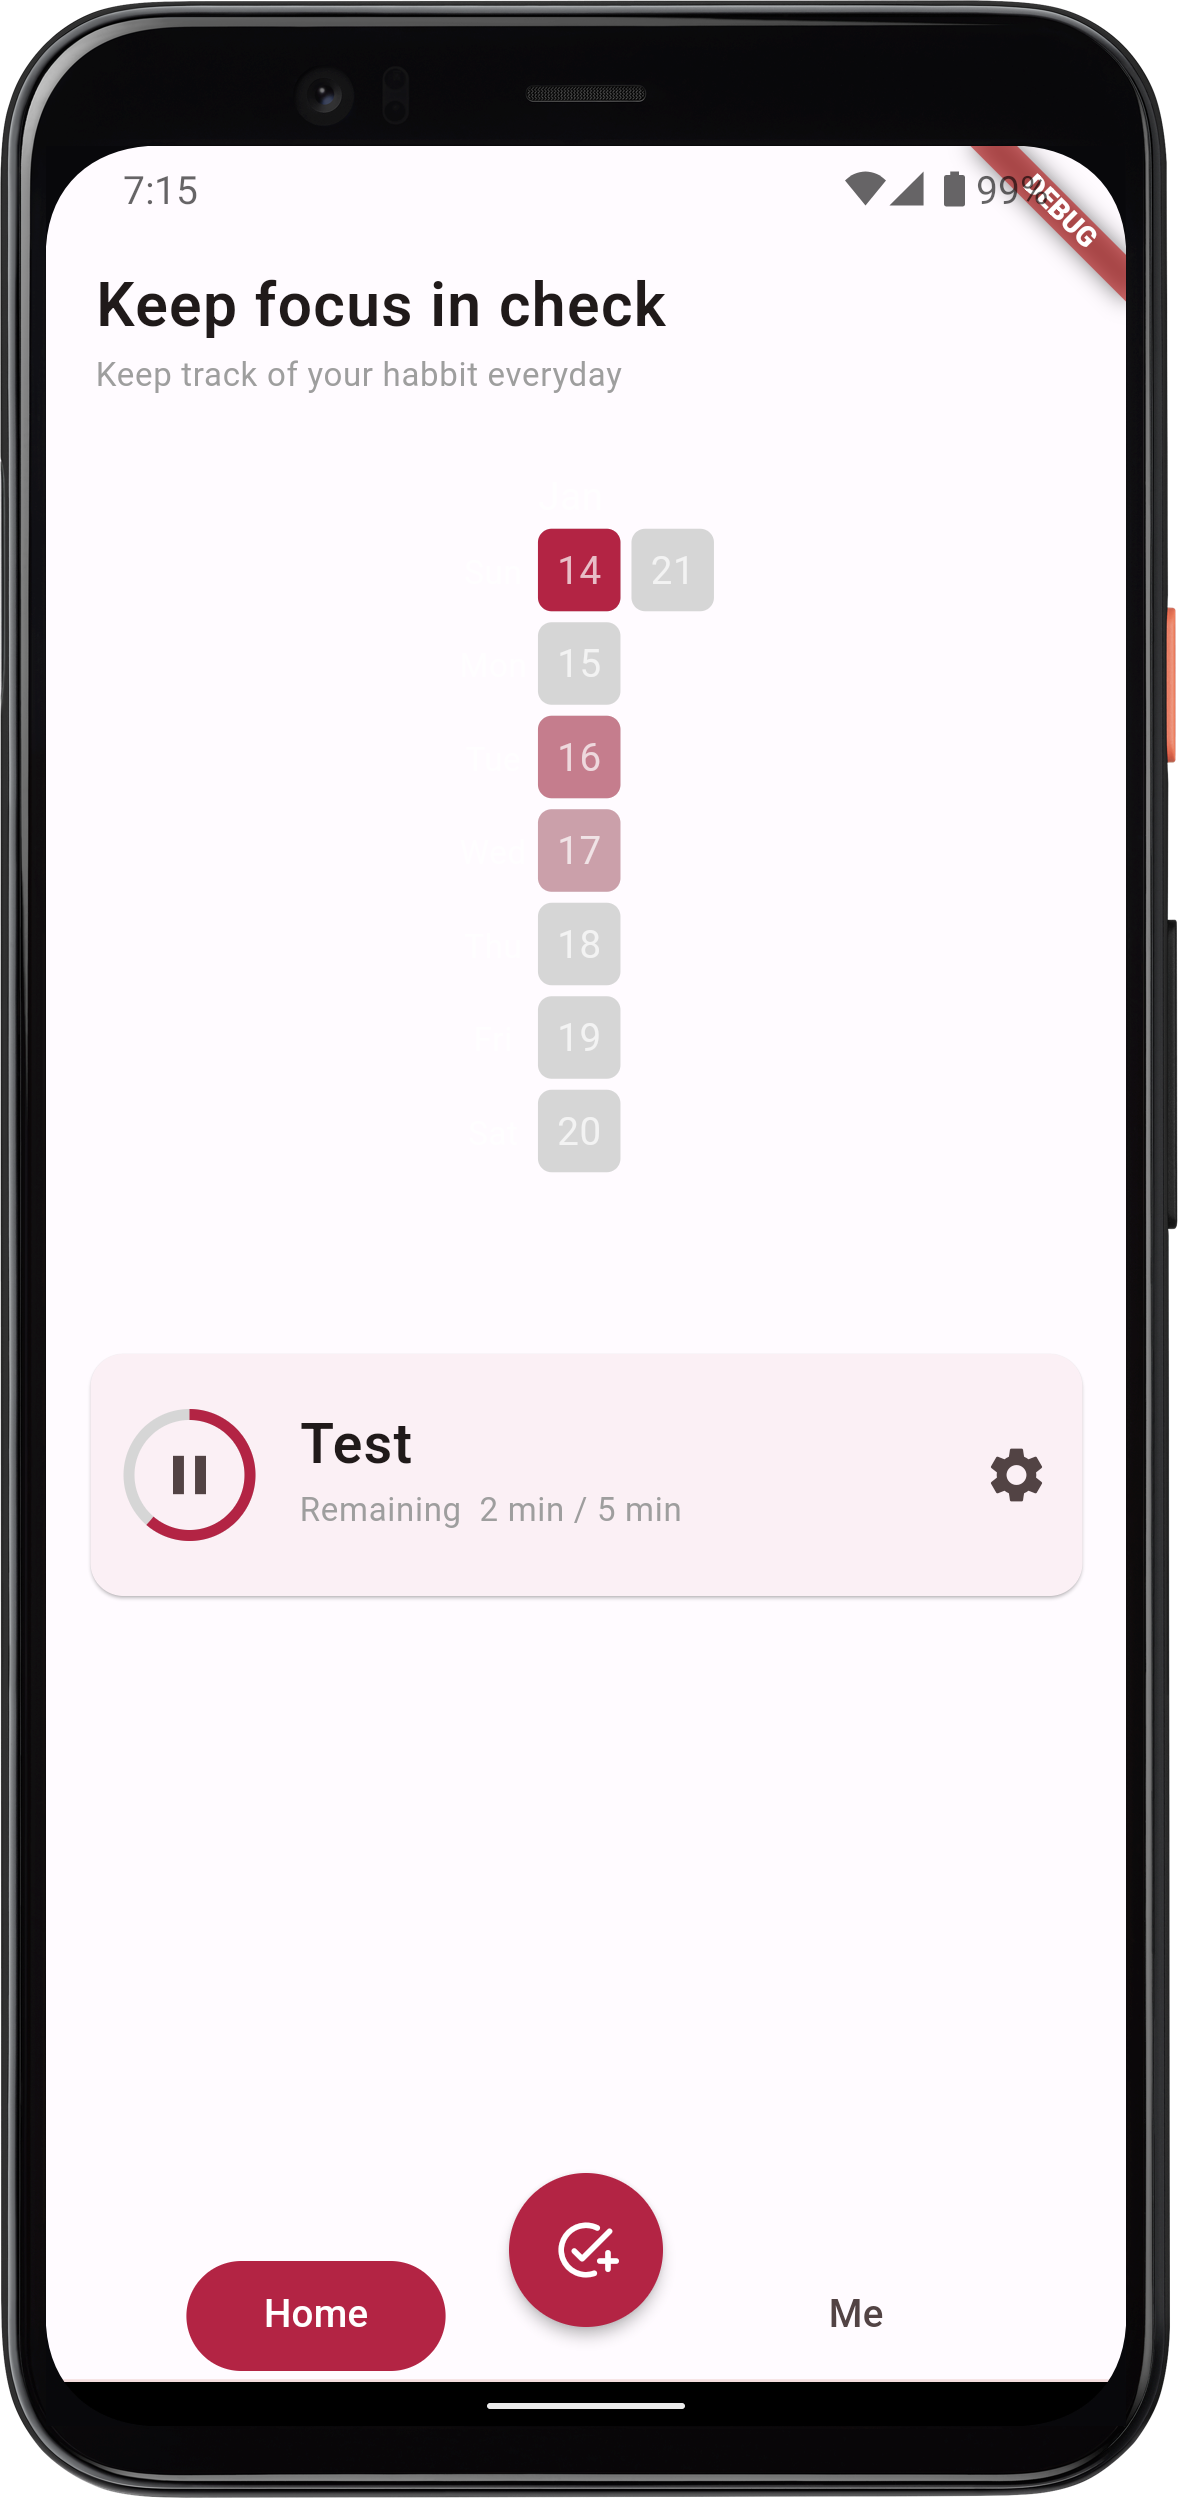 7:15
99%
DEBUG
Keep focus in check
Keep track of your habbit everyday
14 21
15
16
17
18
19
20
Test
Remaining 2 min / 5 min
Home
Me